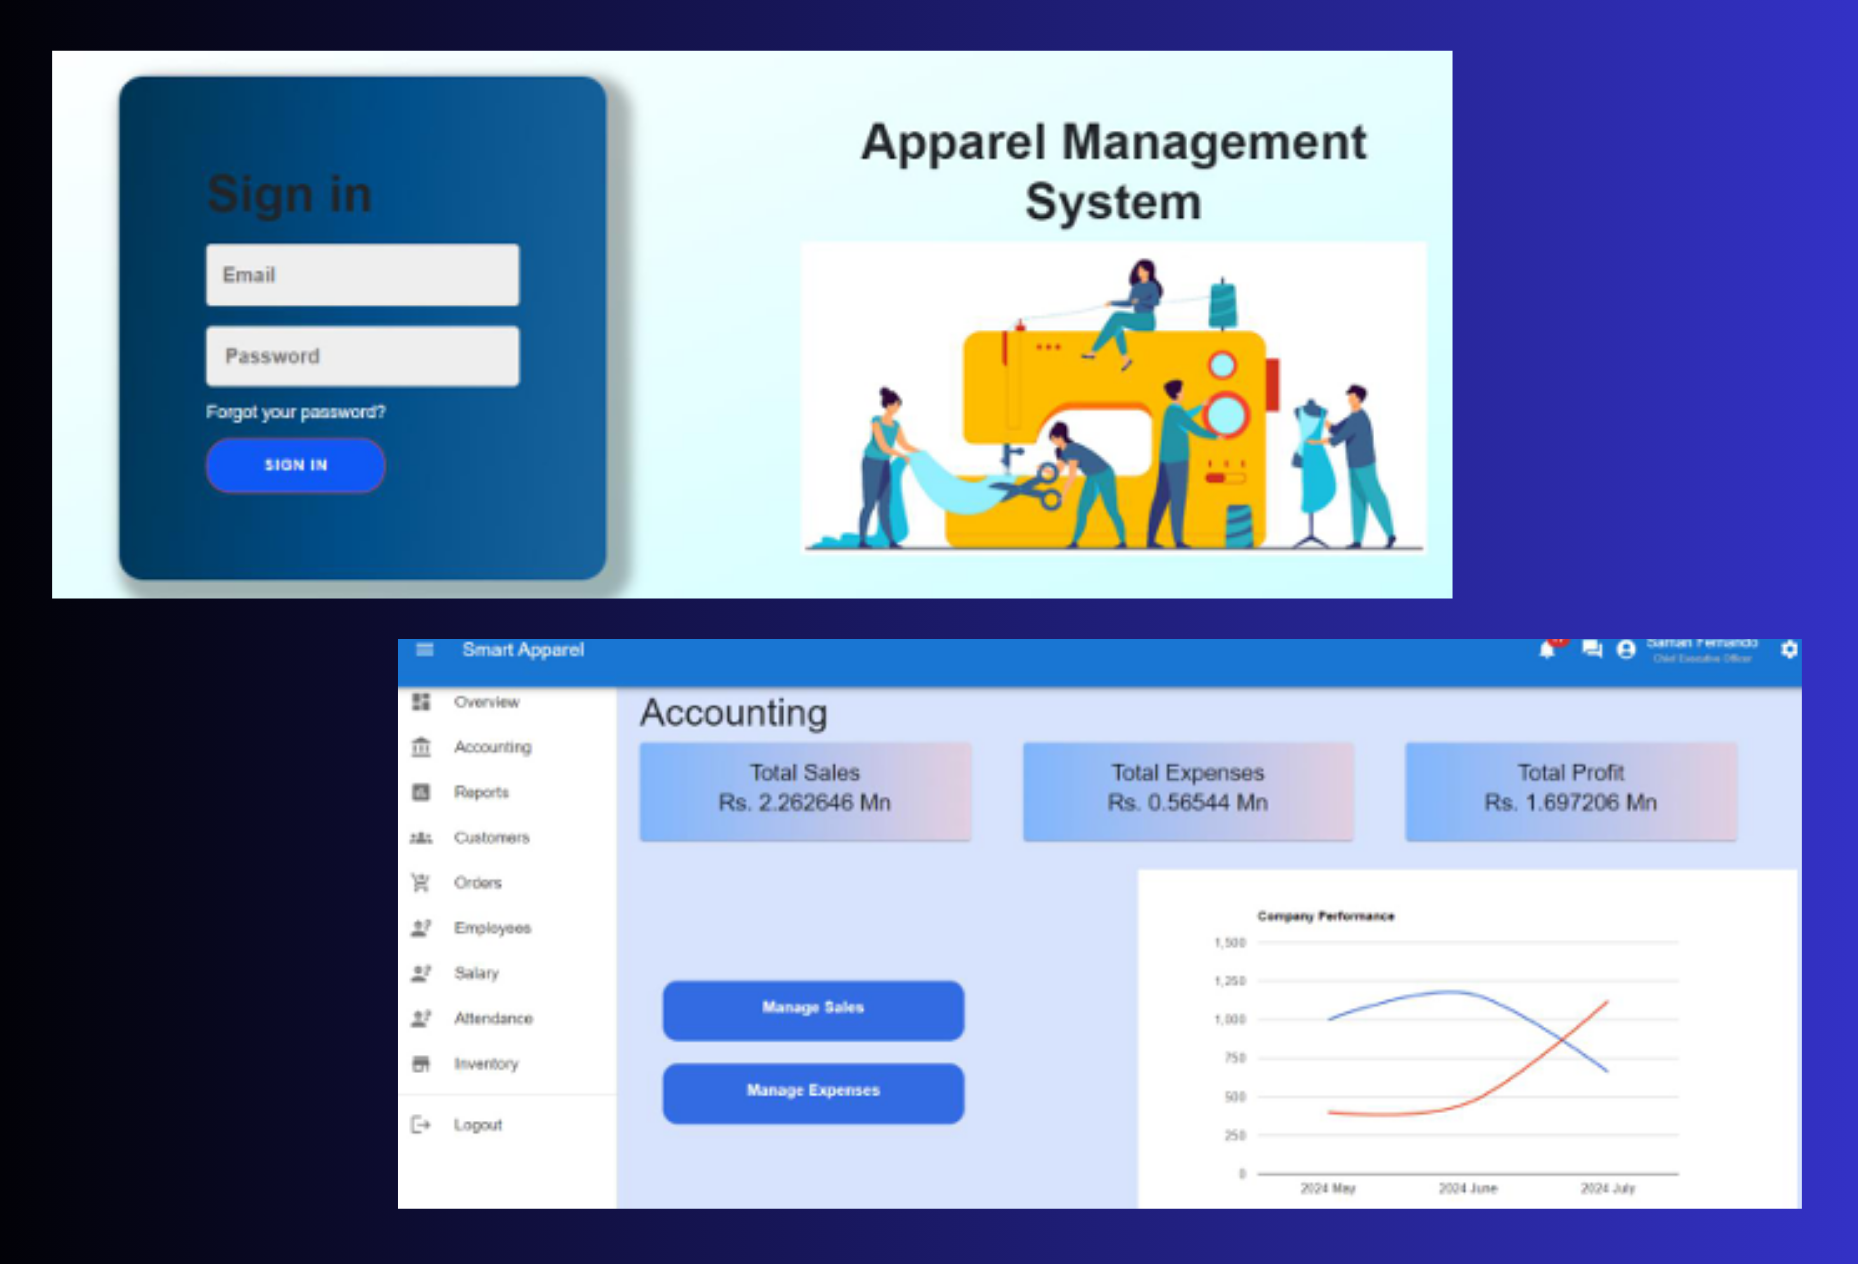 Apparel Management
System
Sign in
Email
Password
Forgot your password?
SIGN IN
Smart Apparel
Saman Fernando
Chief Executive Officer
Overview
Accounting
Reports
Customers
Orders
Employees
Salary
Attendance
Inventory
Logout
Accounting
Total Sales
Rs. 2.262646 Mn
Total Expenses
Rs. 0.56544 Mn
Total Profit
Rs. 1.697206 Mn
Manage Sales
Manage Expenses
Company Performance
1,500
1,250
1,000
750
500
250
0
2024 May
2024 June
2024 July